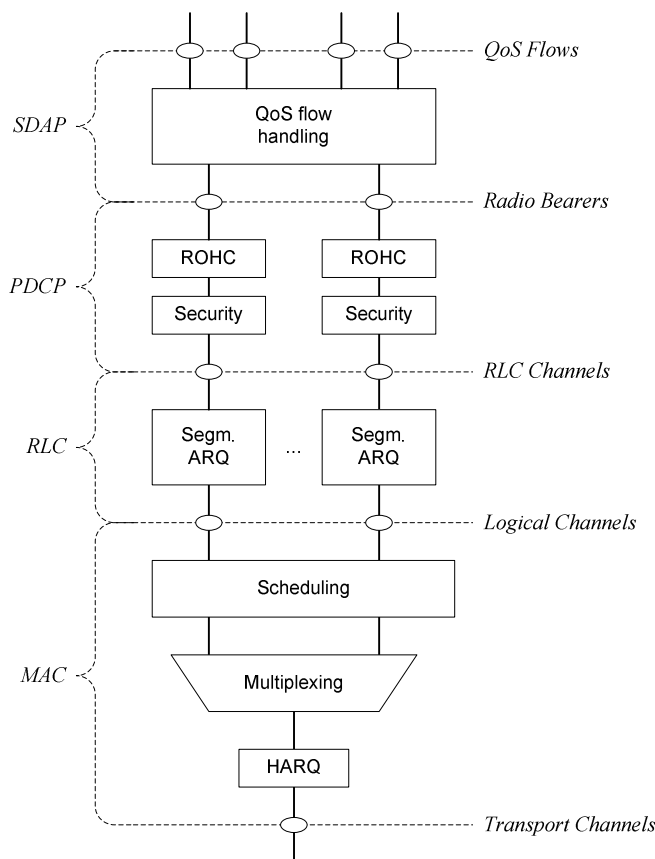 QoS Flows
QoS flow
handling
SDAP
Radio Bearers
ROHC
ROHC
PDCP
Security
Security
RLC Channels
Segm.
ARQ
...
Segm.
ARQ
RLC
Logical Channels
Scheduling
MAC
Multiplexing
HARQ
Transport Channels